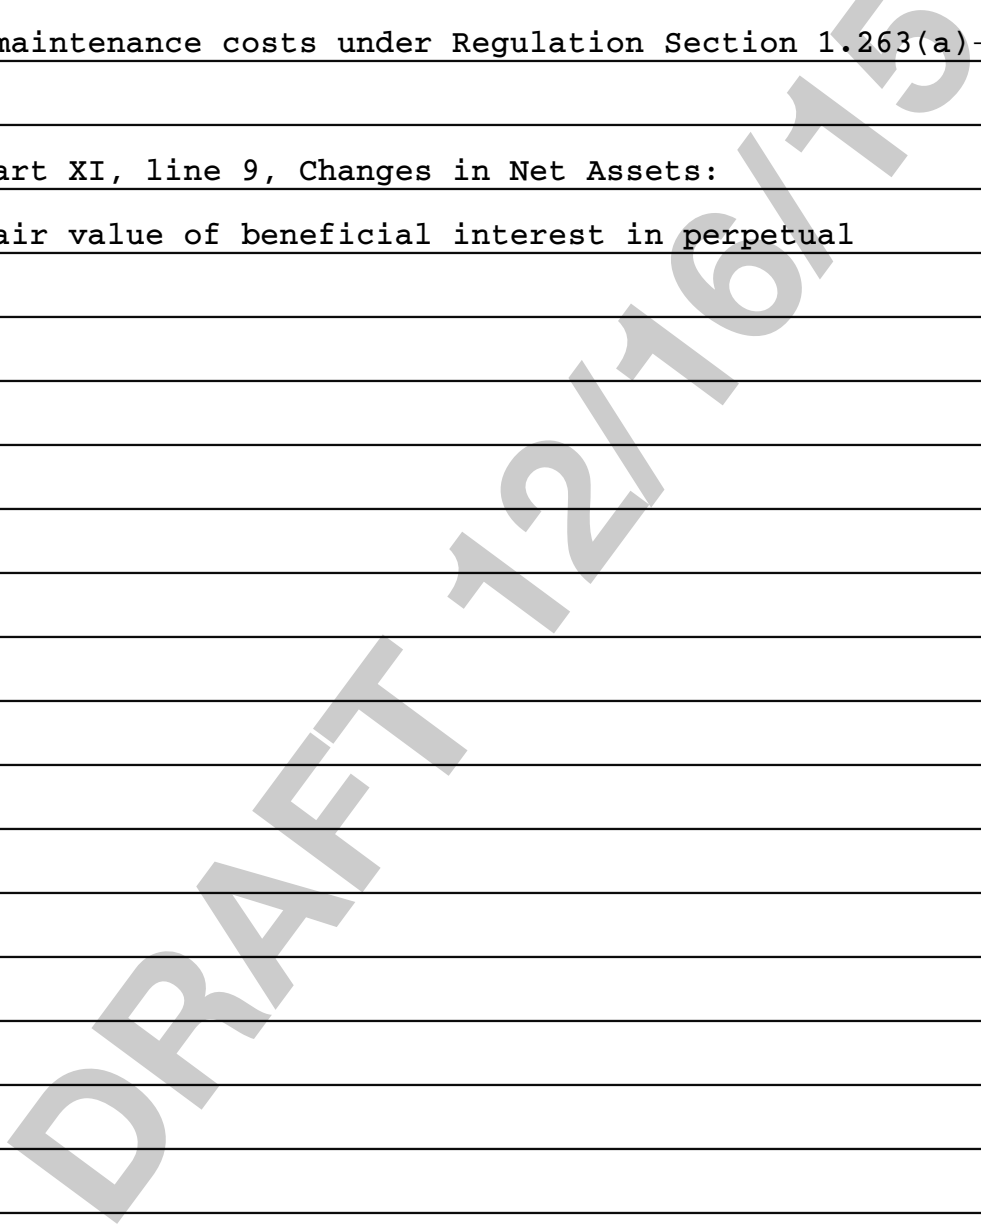 maintenance costs under Regulation Section 1.263(a)-
art XI, line 9, Changes in Net Assets:
air value of beneficial interest in perpetual
DRAFT 12/16/15